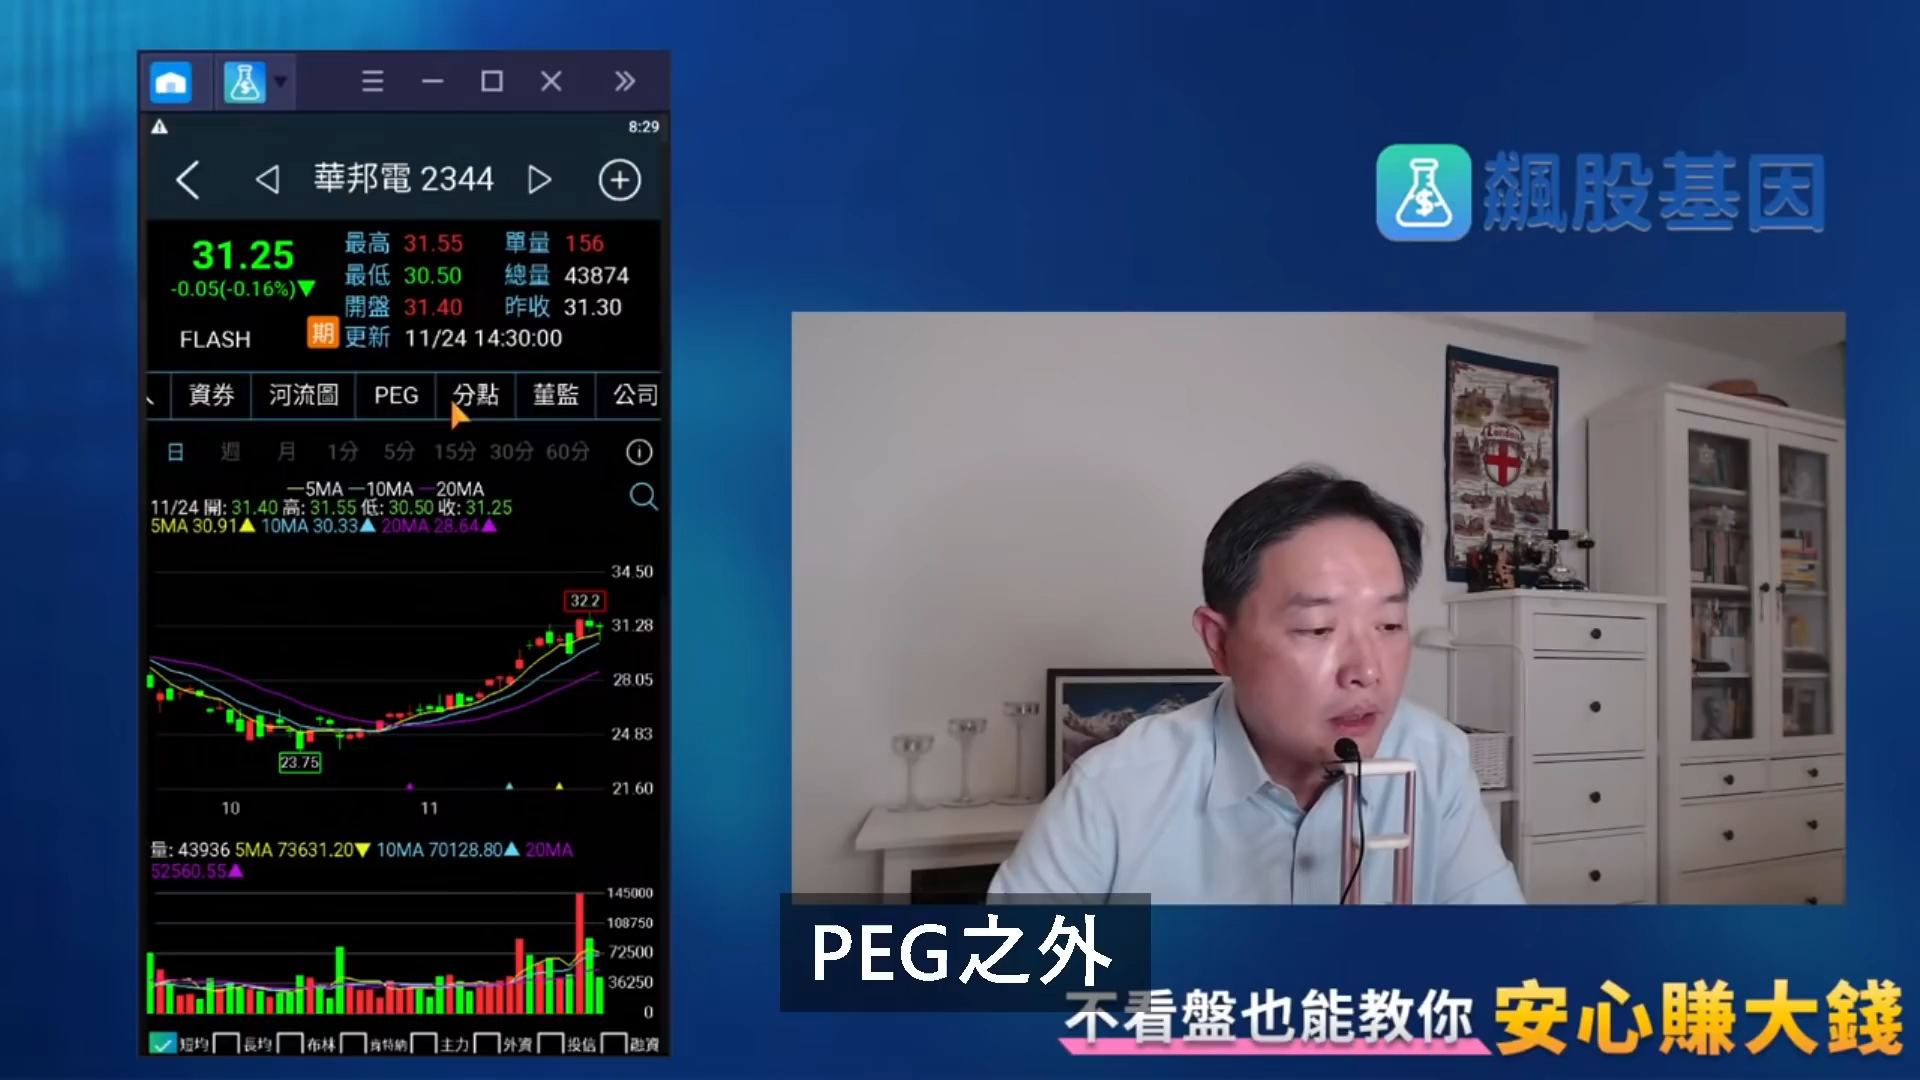 8:29
華邦電 2344
31.25
-0.05(-0.16%)▼
最高 31.55 單量 156
最低 30.50 總量 43874
開盤 31.40 昨收 31.30
FLASH 期 更新 11/24 14:30:00
資券 河流圖 PEG 分點 董監 公司
日 週 月 1分 5分 15分 30分 60分
5MA 10MA 20MA
11/24 開: 31.40 高: 31.55 低: 30.50 收: 31.25
5MA 30.91▲ 10MA 30.33▲ 20MA 28.64▲
34.50
32.2
31.28
28.05
24.83
23.75
21.60
10 11
量: 43936 5MA 73631.20▼ 10MA 70128.80▲ 20MA
52560.55▲
145000
108750
72500
36250
0
短均 長均 布林 肯特納 主力 外資 投信 融資
飆股基因
London
PEG之外
不看盤也能教你 安心賺大錢